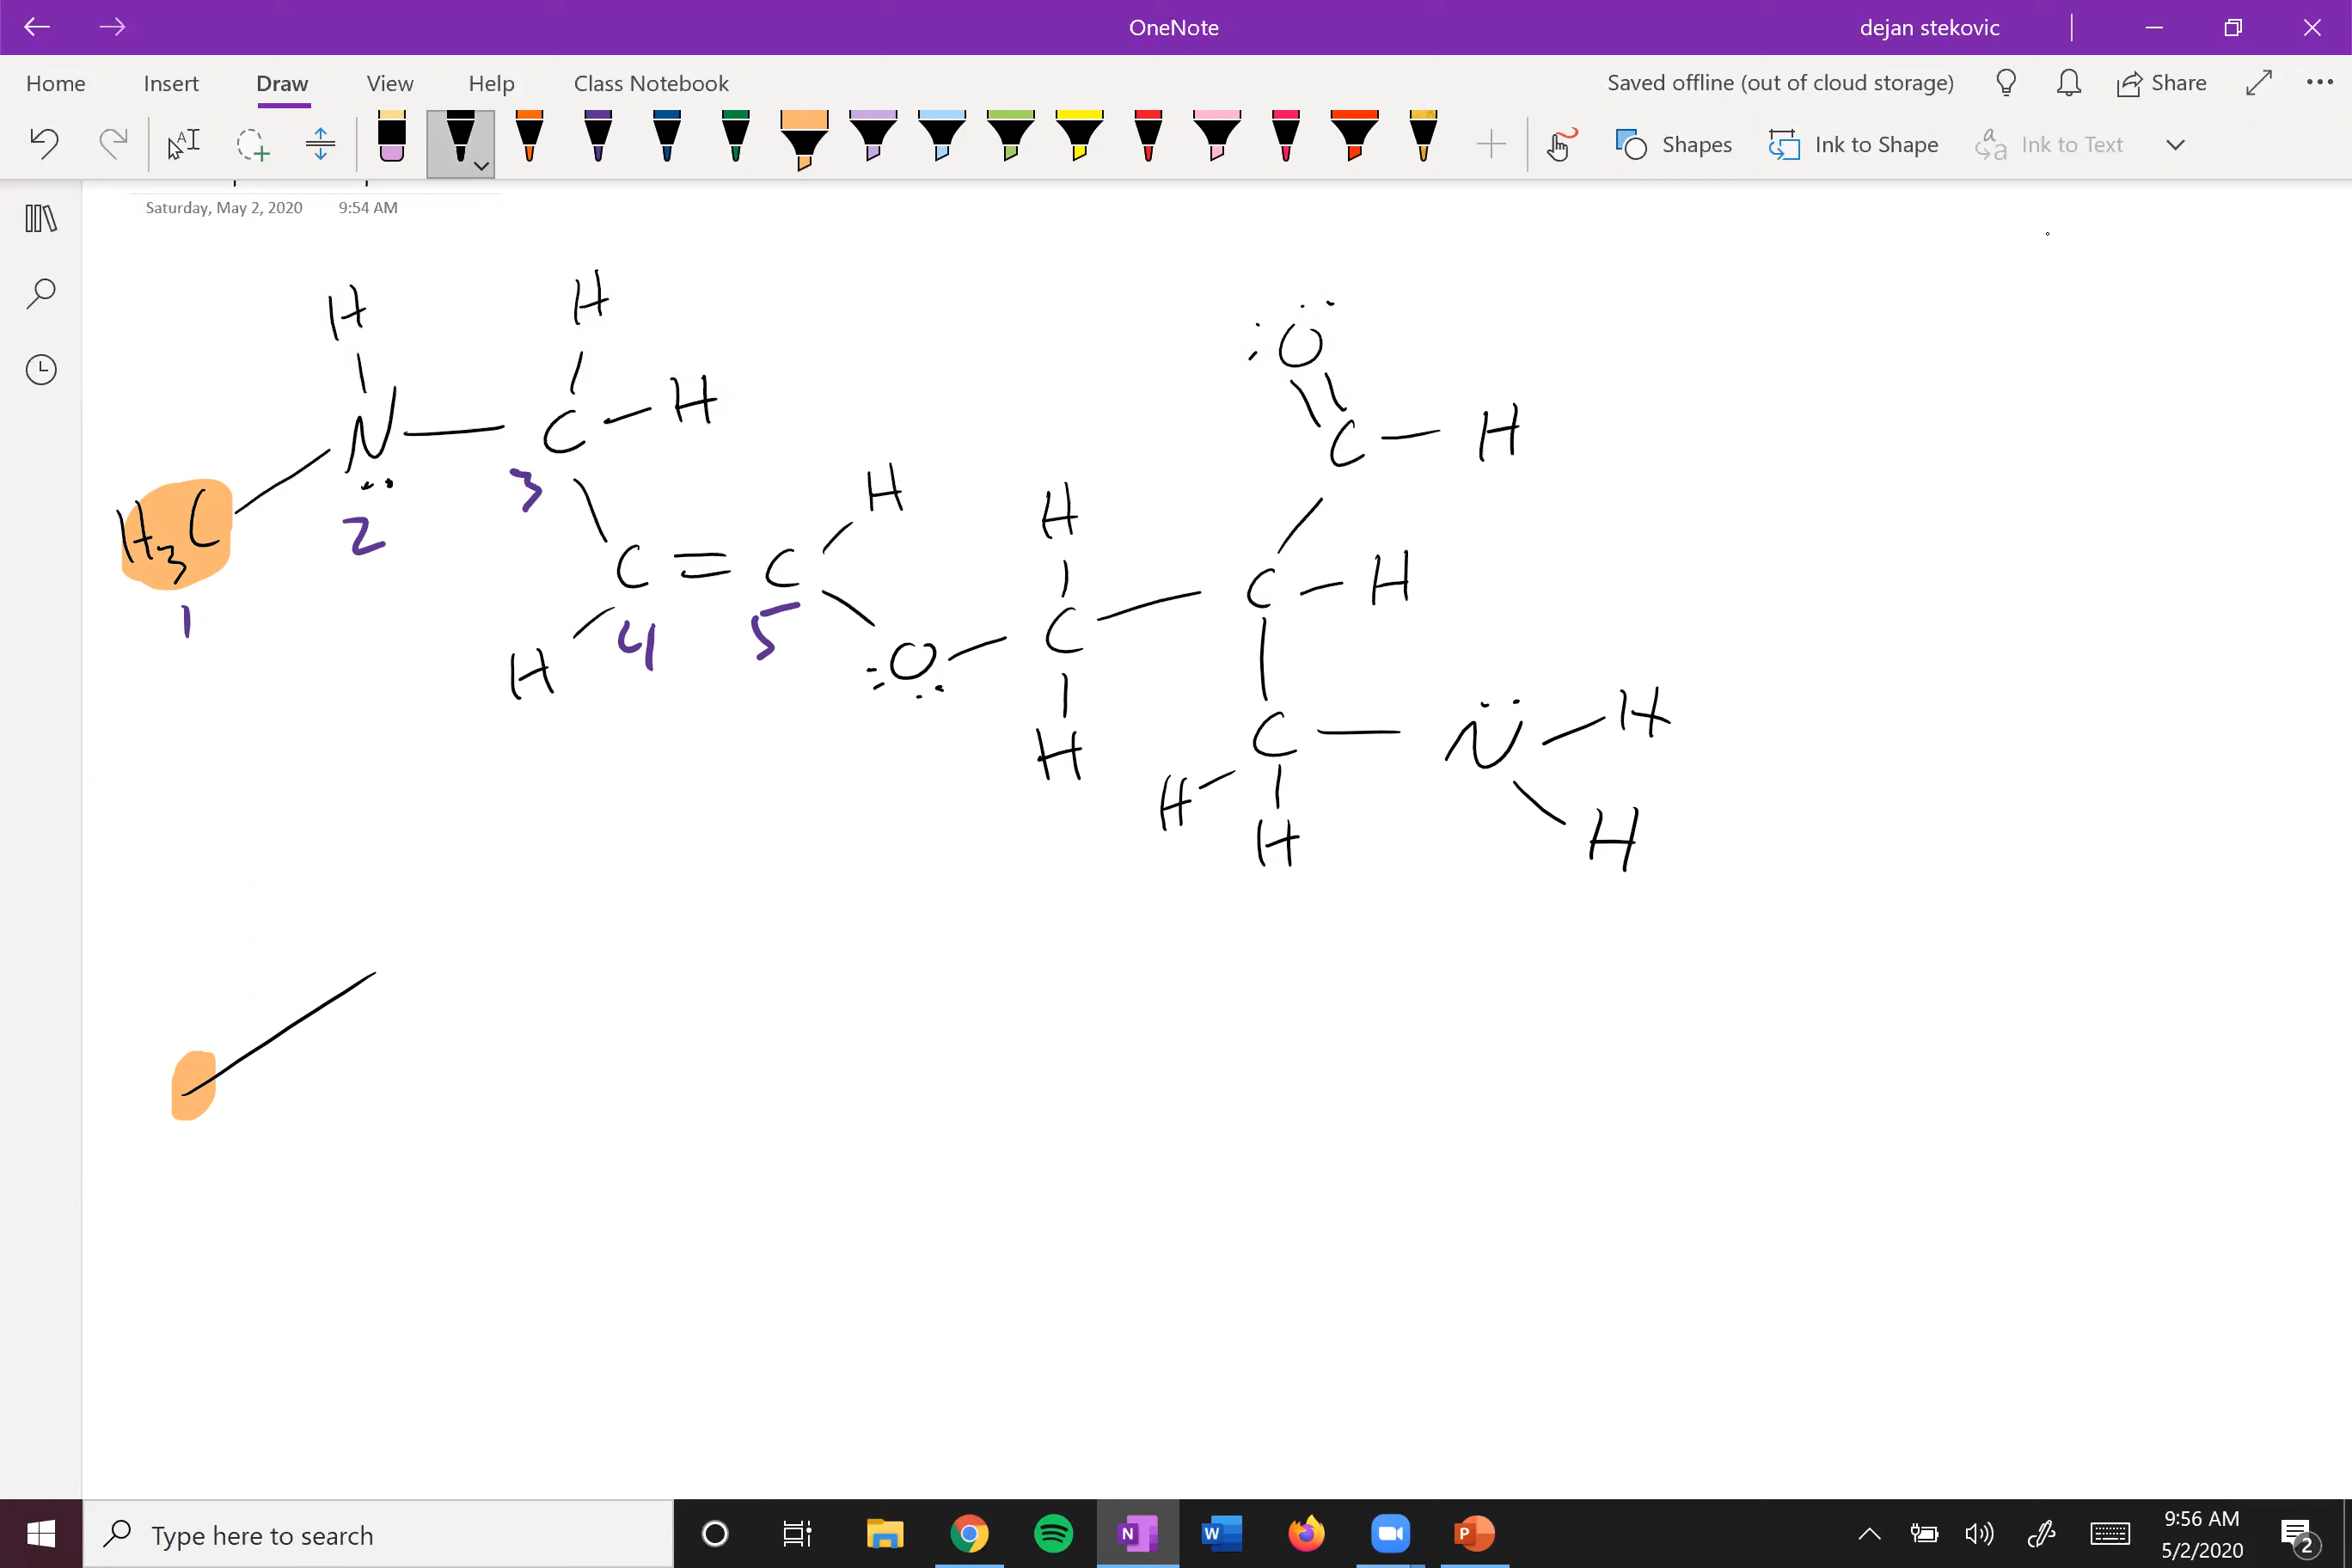 OneNote
dejan stekovic
Home Insert Draw View Help Class Notebook
Saved offline (out of cloud storage)
Share
Shapes
Ink to Shape
Ink to Text
Saturday, May 2, 2020 9:54 AM
H H
:O
N C H
C H
H3C
3 H H
2
C = C C H
1 4 5
H O C
H C N H
H H
H H
Type here to search
9:56 AM
5/2/2020
2